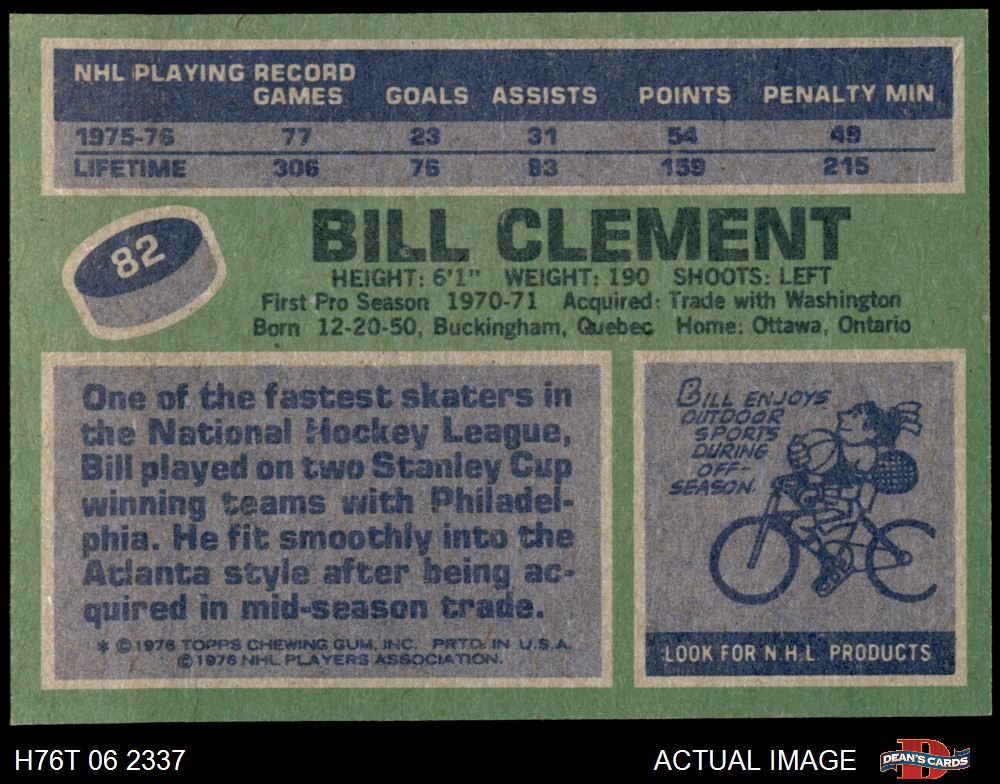 NHL PLAYING RECORD
GAMES GOALS ASSISTS POINTS PENALTY MIN
1975-76 77 23 31 54 49
LIFETIME 306 76 83 159 215
82
BILL CLEMENT
HEIGHT: 6'1" WEIGHT: 190 SHOOTS: LEFT
First Pro Season 1970-71 Acquired: Trade with Washington
Born 12-20-50, Buckingham, Quebec Home: Ottawa, Ontario
One of the fastest skaters in
the National Hockey League,
Bill played on two Stanley Cup
winning teams with Philadel-
phia. He fit smoothly into the
Atlanta style after being ac-
quired in mid-season trade.
* ©1976 TOPPS CHEWING GUM, INC. PRTD. IN U.S.A.
©1976 NHL PLAYERS ASSOCIATION.
BILL ENJOYS
OUTDOOR
SPORTS
DURING
OFF-
SEASON.
LOOK FOR N.H.L. PRODUCTS
H76T 06 2337
ACTUAL IMAGE
D
DEAN'S CARDS